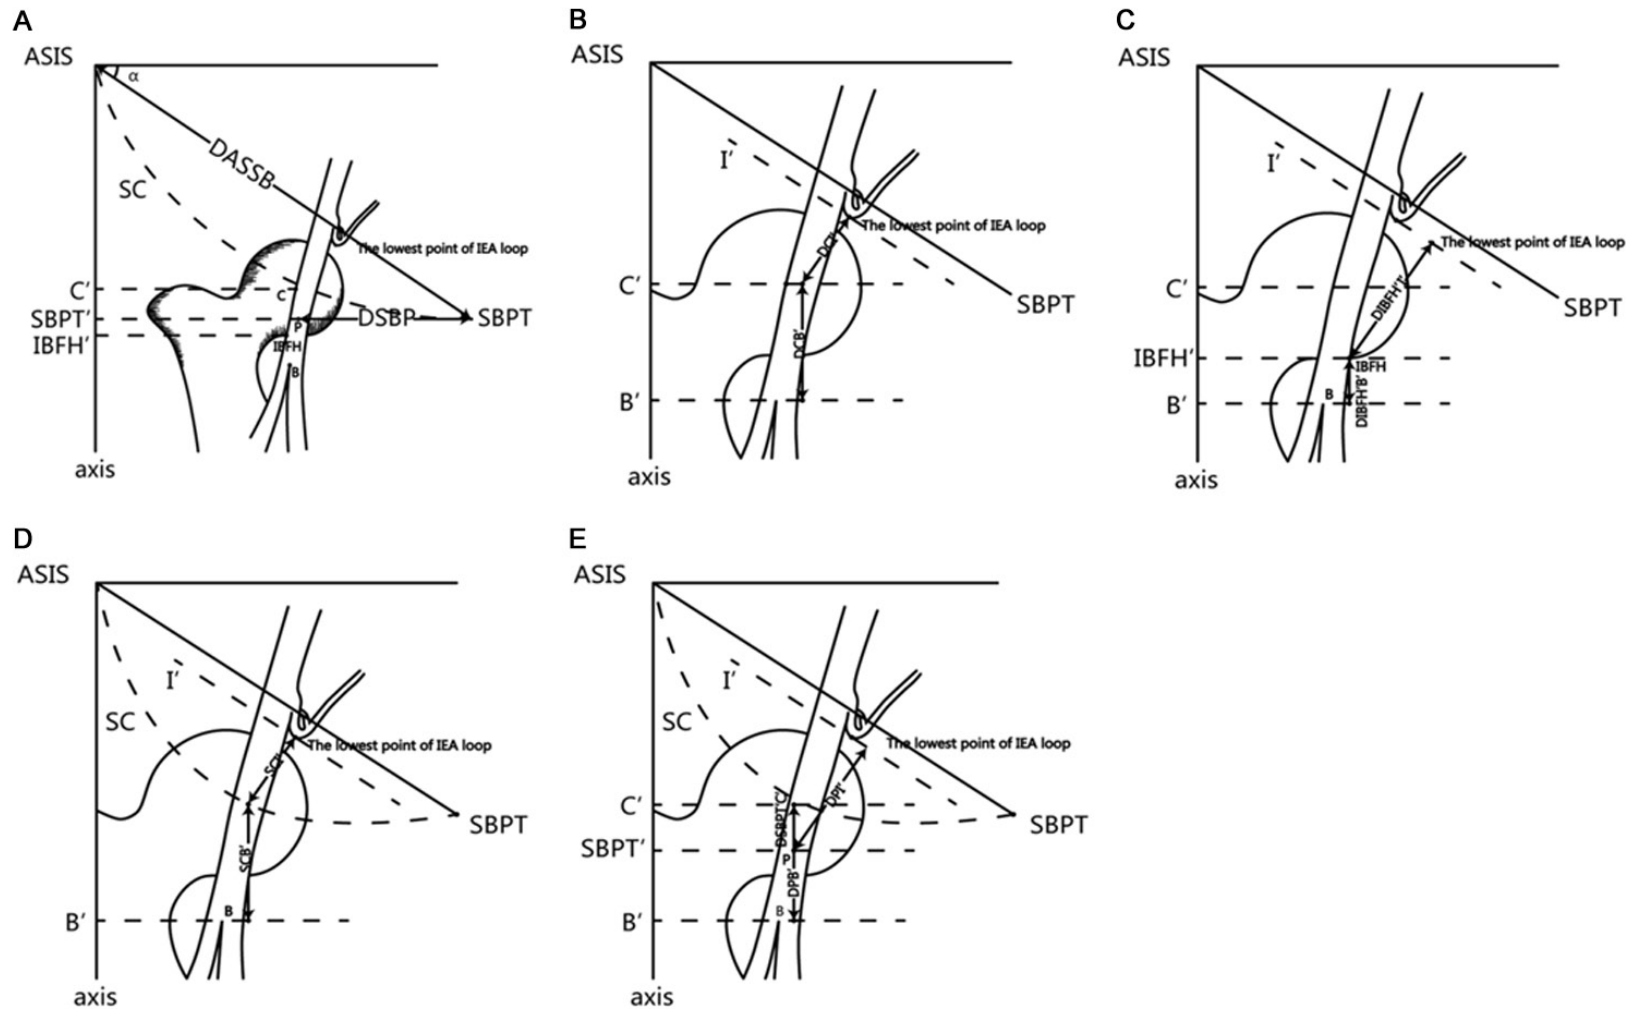 A
ASIS
α
DASSB
SC
The lowest point of IEA loop
C'
C
SBPT'
DSBP
SBPT
P
IBFH'
IBFH
B
axis
B
ASIS
I'
The lowest point of IEA loop
DCI'
C'
SBPT
DCB'
B'
axis
C
ASIS
I'
The lowest point of IEA loop
DIBFH'I'
C'
SBPT
IBFH'
IBFH
B
B'
DIBFH'B'
axis
D
ASIS
I'
SC
The lowest point of IEA loop
SCI'
SBPT
SCB'
B
B'
axis
E
ASIS
I'
SC
The lowest point of IEA loop
DPI'
C'
DSBPT'C'
SBPT
SBPT'
P
DPB'
B
B'
axis